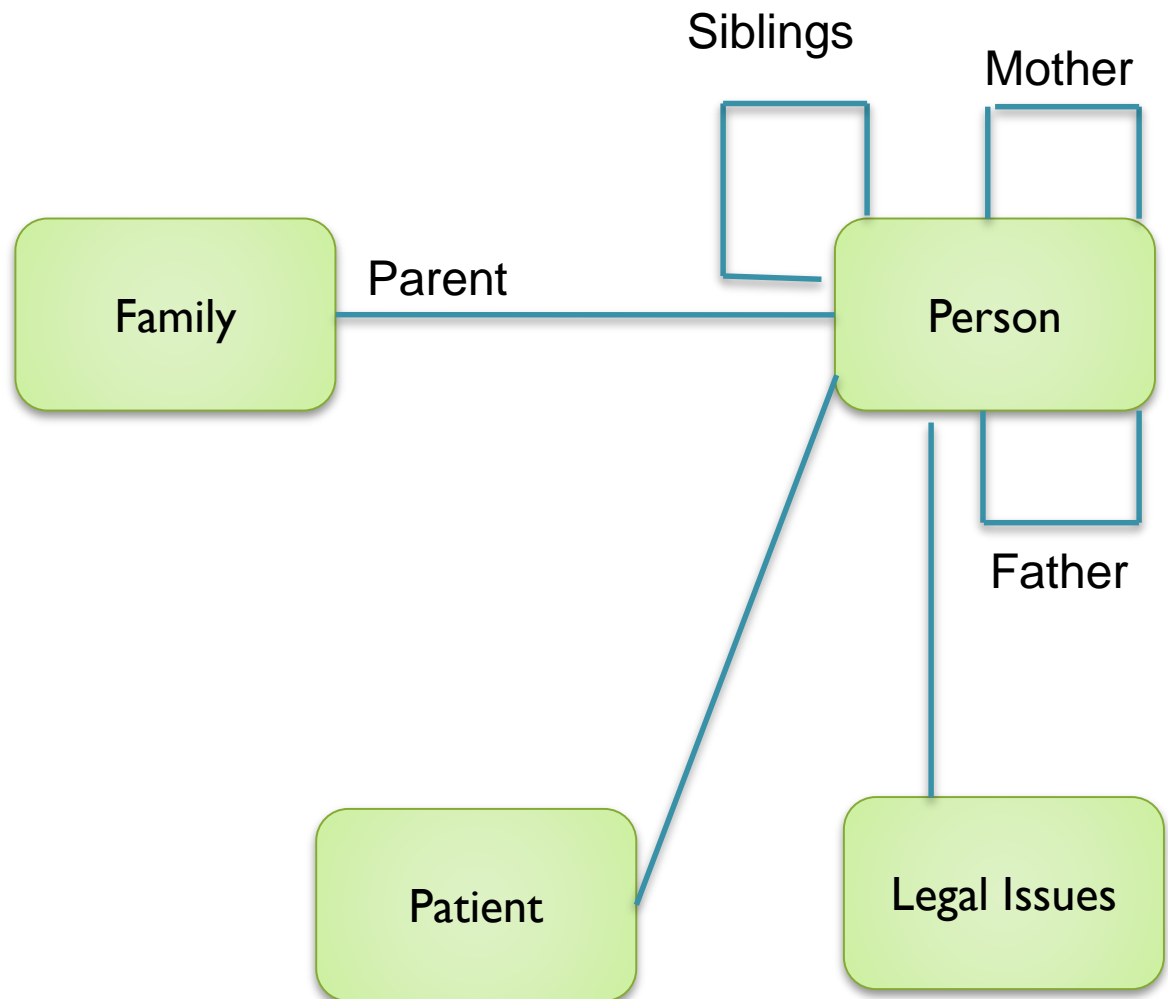 Siblings
Mother
Family
Parent
Person
Father
Patient
Legal Issues